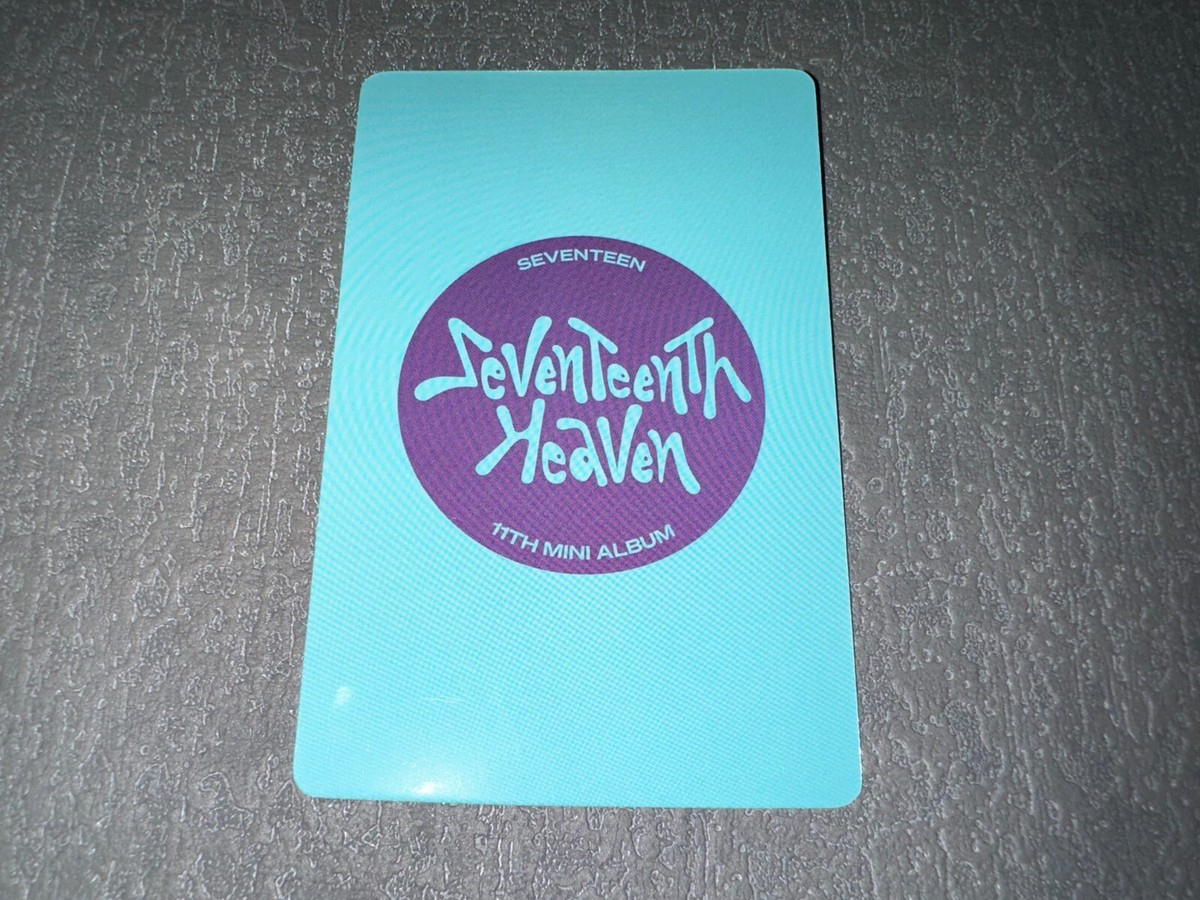 SEVENTEEN
SevenTeenTh
Heaven
11TH MINI ALBUM